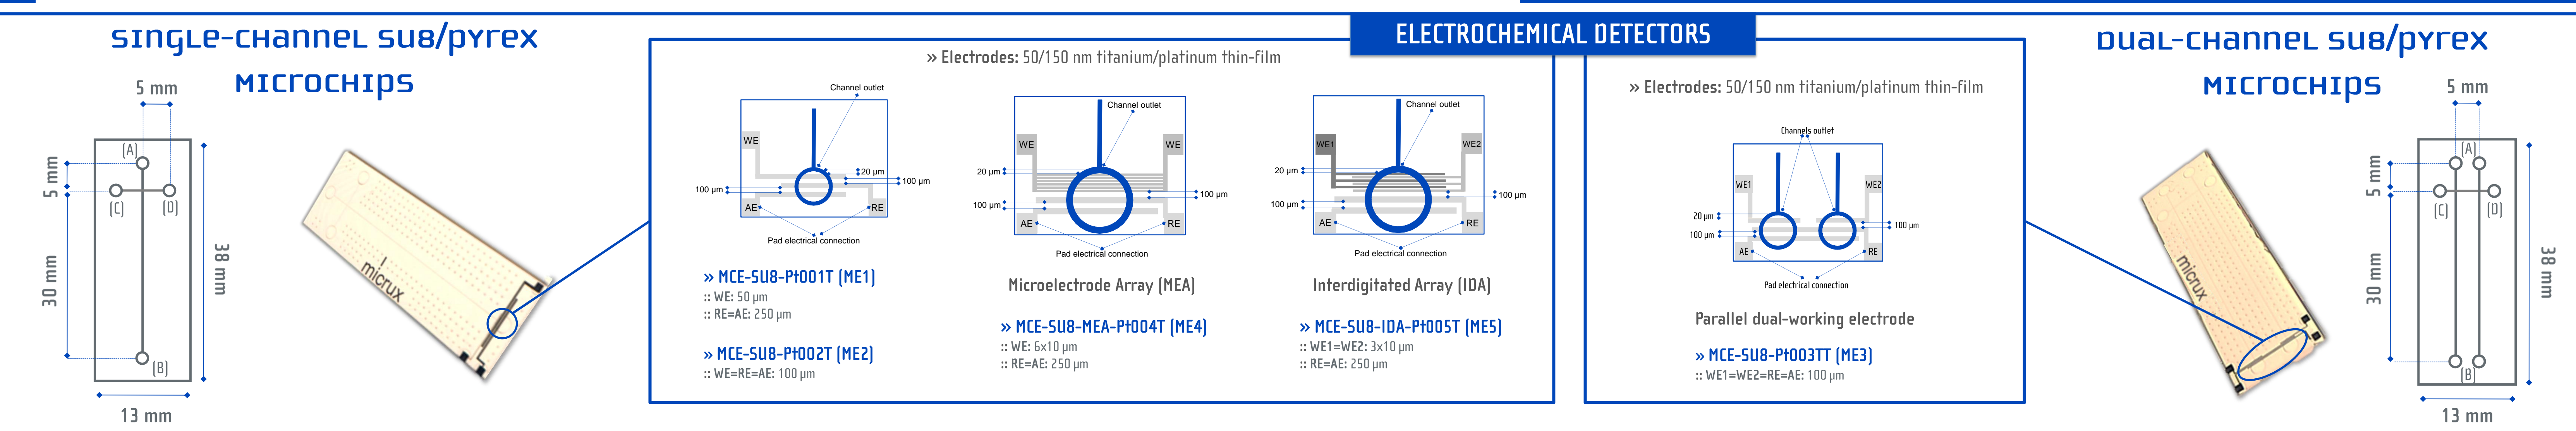 SINGLE-CHANNEL SU8/PYREX
MICROCHIPS
5 mm
(A)
5 mm
(C)
(D)
30 mm
38 mm
(B)
13 mm
micrux
ELECTROCHEMICAL DETECTORS
» Electrodes: 50/150 nm titanium/platinum thin-film
Channel outlet
WE
20 µm
100 µm
100 µm
AE
RE
Pad electrical connection
» MCE-SU8-Pt001T (ME1)
:: WE: 50 µm
:: RE=AE: 250 µm
» MCE-SU8-Pt002T (ME2)
:: WE=RE=AE: 100 µm
Channel outlet
WE
WE
20 µm
100 µm
100 µm
AE
RE
Pad electrical connection
Microelectrode Array (MEA)
» MCE-SU8-MEA-Pt004T (ME4)
:: WE: 6x10 µm
:: RE=AE: 250 µm
Channel outlet
WE1
WE2
20 µm
100 µm
100 µm
AE
RE
Pad electrical connection
Interdigitated Array (IDA)
» MCE-SU8-IDA-Pt005T (ME5)
:: WE1=WE2: 3x10 µm
:: RE=AE: 250 µm
» Electrodes: 50/150 nm titanium/platinum thin-film
Channels outlet
WE1
WE2
20 µm
100 µm
100 µm
AE
RE
Pad electrical connection
Parallel dual-working electrode
» MCE-SU8-Pt003TT (ME3)
:: WE1=WE2=RE=AE: 100 µm
DUAL-CHANNEL SU8/PYREX
MICROCHIPS
micrux
5 mm
(A)
5 mm
(C)
(D)
30 mm
38 mm
(B)
13 mm